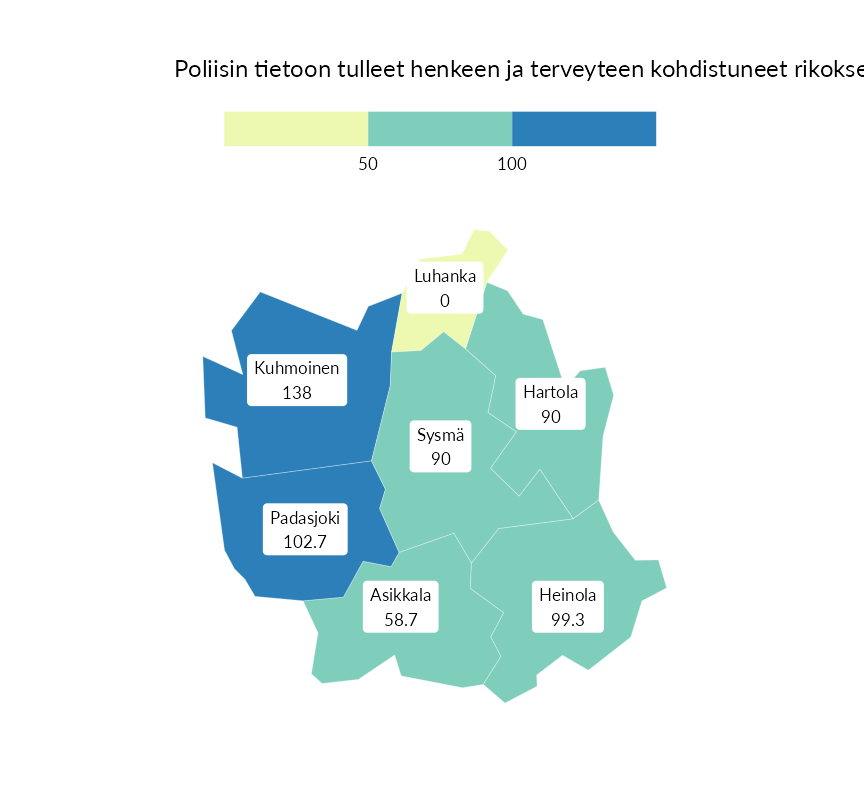 Poliisin tietoon tulleet henkeen ja terveyteen kohdistuneet rikokse
50 100
Luhanka
0
Kuhmoinen
138
Hartola
90
Sysmä
90
Padasjoki
102.7
Asikkala
58.7
Heinola
99.3